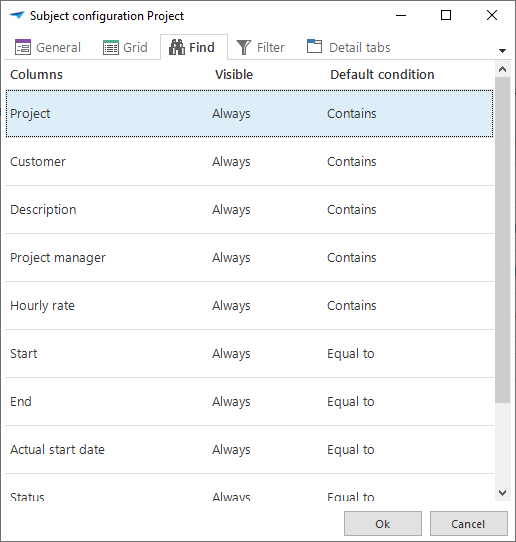 Subject configuration Project
General Grid Find Filter Detail tabs
Columns Visible Default condition
Project Always Contains
Customer Always Contains
Description Always Contains
Project manager Always Contains
Hourly rate Always Contains
Start Always Equal to
End Always Equal to
Actual start date Always Equal to
Status Always Equal to
Ok Cancel